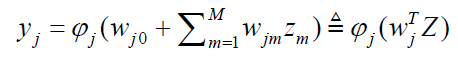 y_j = φ_j(w_{j0} + ∑_{m=1}^{M} w_{jm} z_m) ≜ φ_j(w_j^T Z)